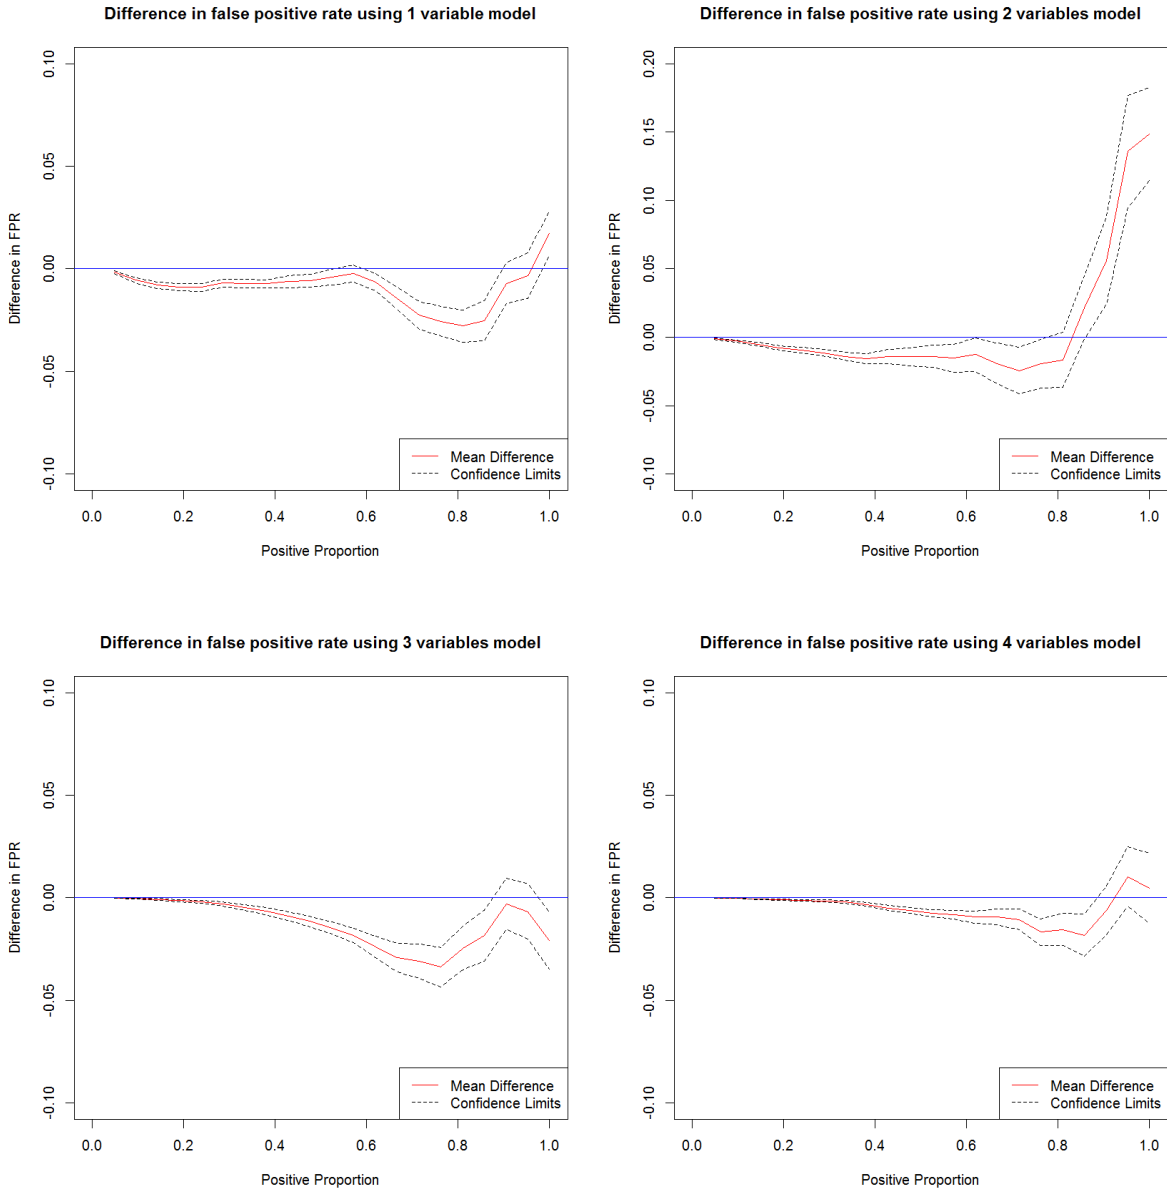 Difference in false positive rate using 1 variable model
Difference in FPR
0.10
0.05
0.00
-0.05
-0.10
Mean Difference
Confidence Limits
0.0 0.2 0.4 0.6 0.8 1.0
Positive Proportion
Difference in false positive rate using 2 variables model
Difference in FPR
0.20
0.15
0.10
0.05
0.00
-0.05
-0.10
Mean Difference
Confidence Limits
0.0 0.2 0.4 0.6 0.8 1.0
Positive Proportion
Difference in false positive rate using 3 variables model
Difference in FPR
0.10
0.05
0.00
-0.05
-0.10
Mean Difference
Confidence Limits
0.0 0.2 0.4 0.6 0.8 1.0
Positive Proportion
Difference in false positive rate using 4 variables model
Difference in FPR
0.10
0.05
0.00
-0.05
-0.10
Mean Difference
Confidence Limits
0.0 0.2 0.4 0.6 0.8 1.0
Positive Proportion